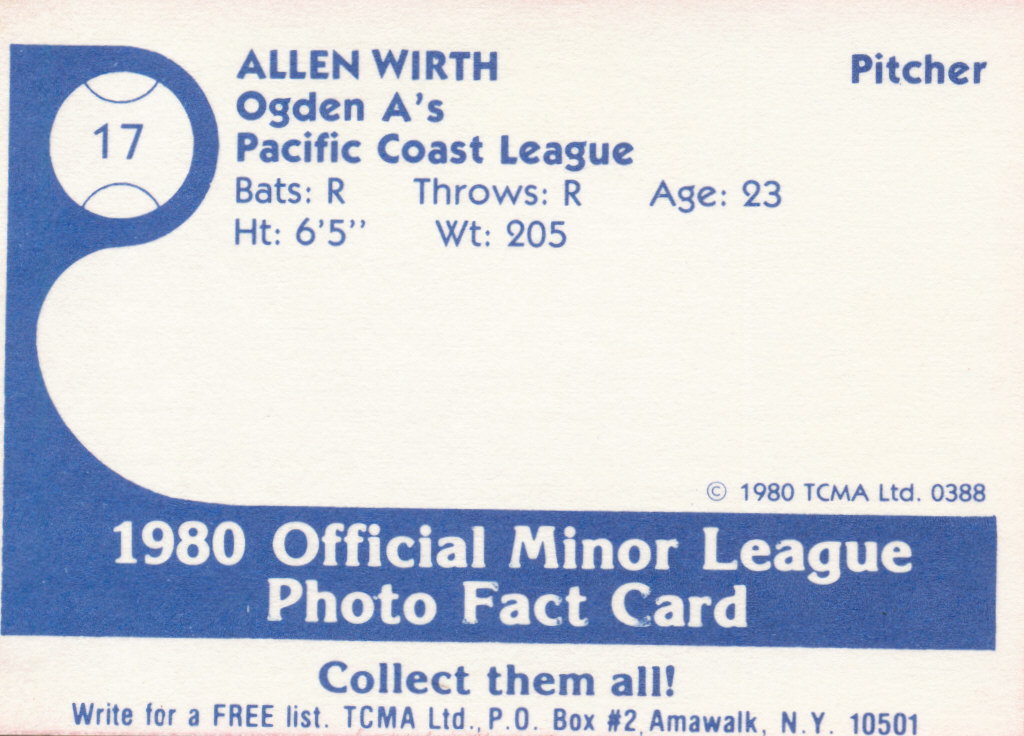 17
ALLEN WIRTH
Pitcher
Ogden A's
Pacific Coast League
Bats: R Throws: R Age: 23
Ht: 6'5'' Wt: 205
© 1980 TCMA Ltd. 0388
1980 Official Minor League
Photo Fact Card
Collect them all!
Write for a FREE list. TCMA Ltd., P.O. Box #2, Amawalk, N.Y. 10501